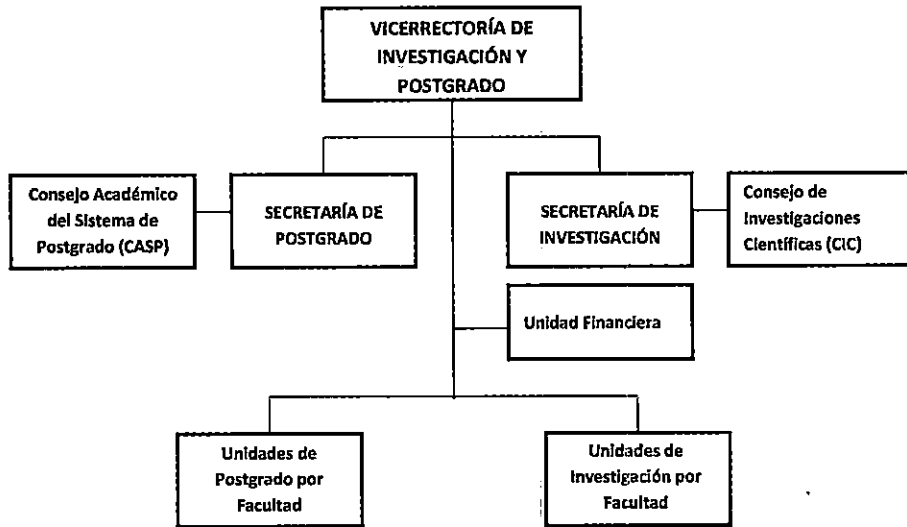 VICERRECTORÍA DE
INVESTIGACIÓN Y
POSTGRADO
Consejo Académico
del Sistema de
Postgrado (CASP)
SECRETARÍA DE
POSTGRADO
SECRETARÍA DE
INVESTIGACIÓN
Consejo de
Investigaciones
Científicas (CIC)
Unidad Financiera
Unidades de
Postgrado por
Facultad
Unidades de
Investigación por
Facultad